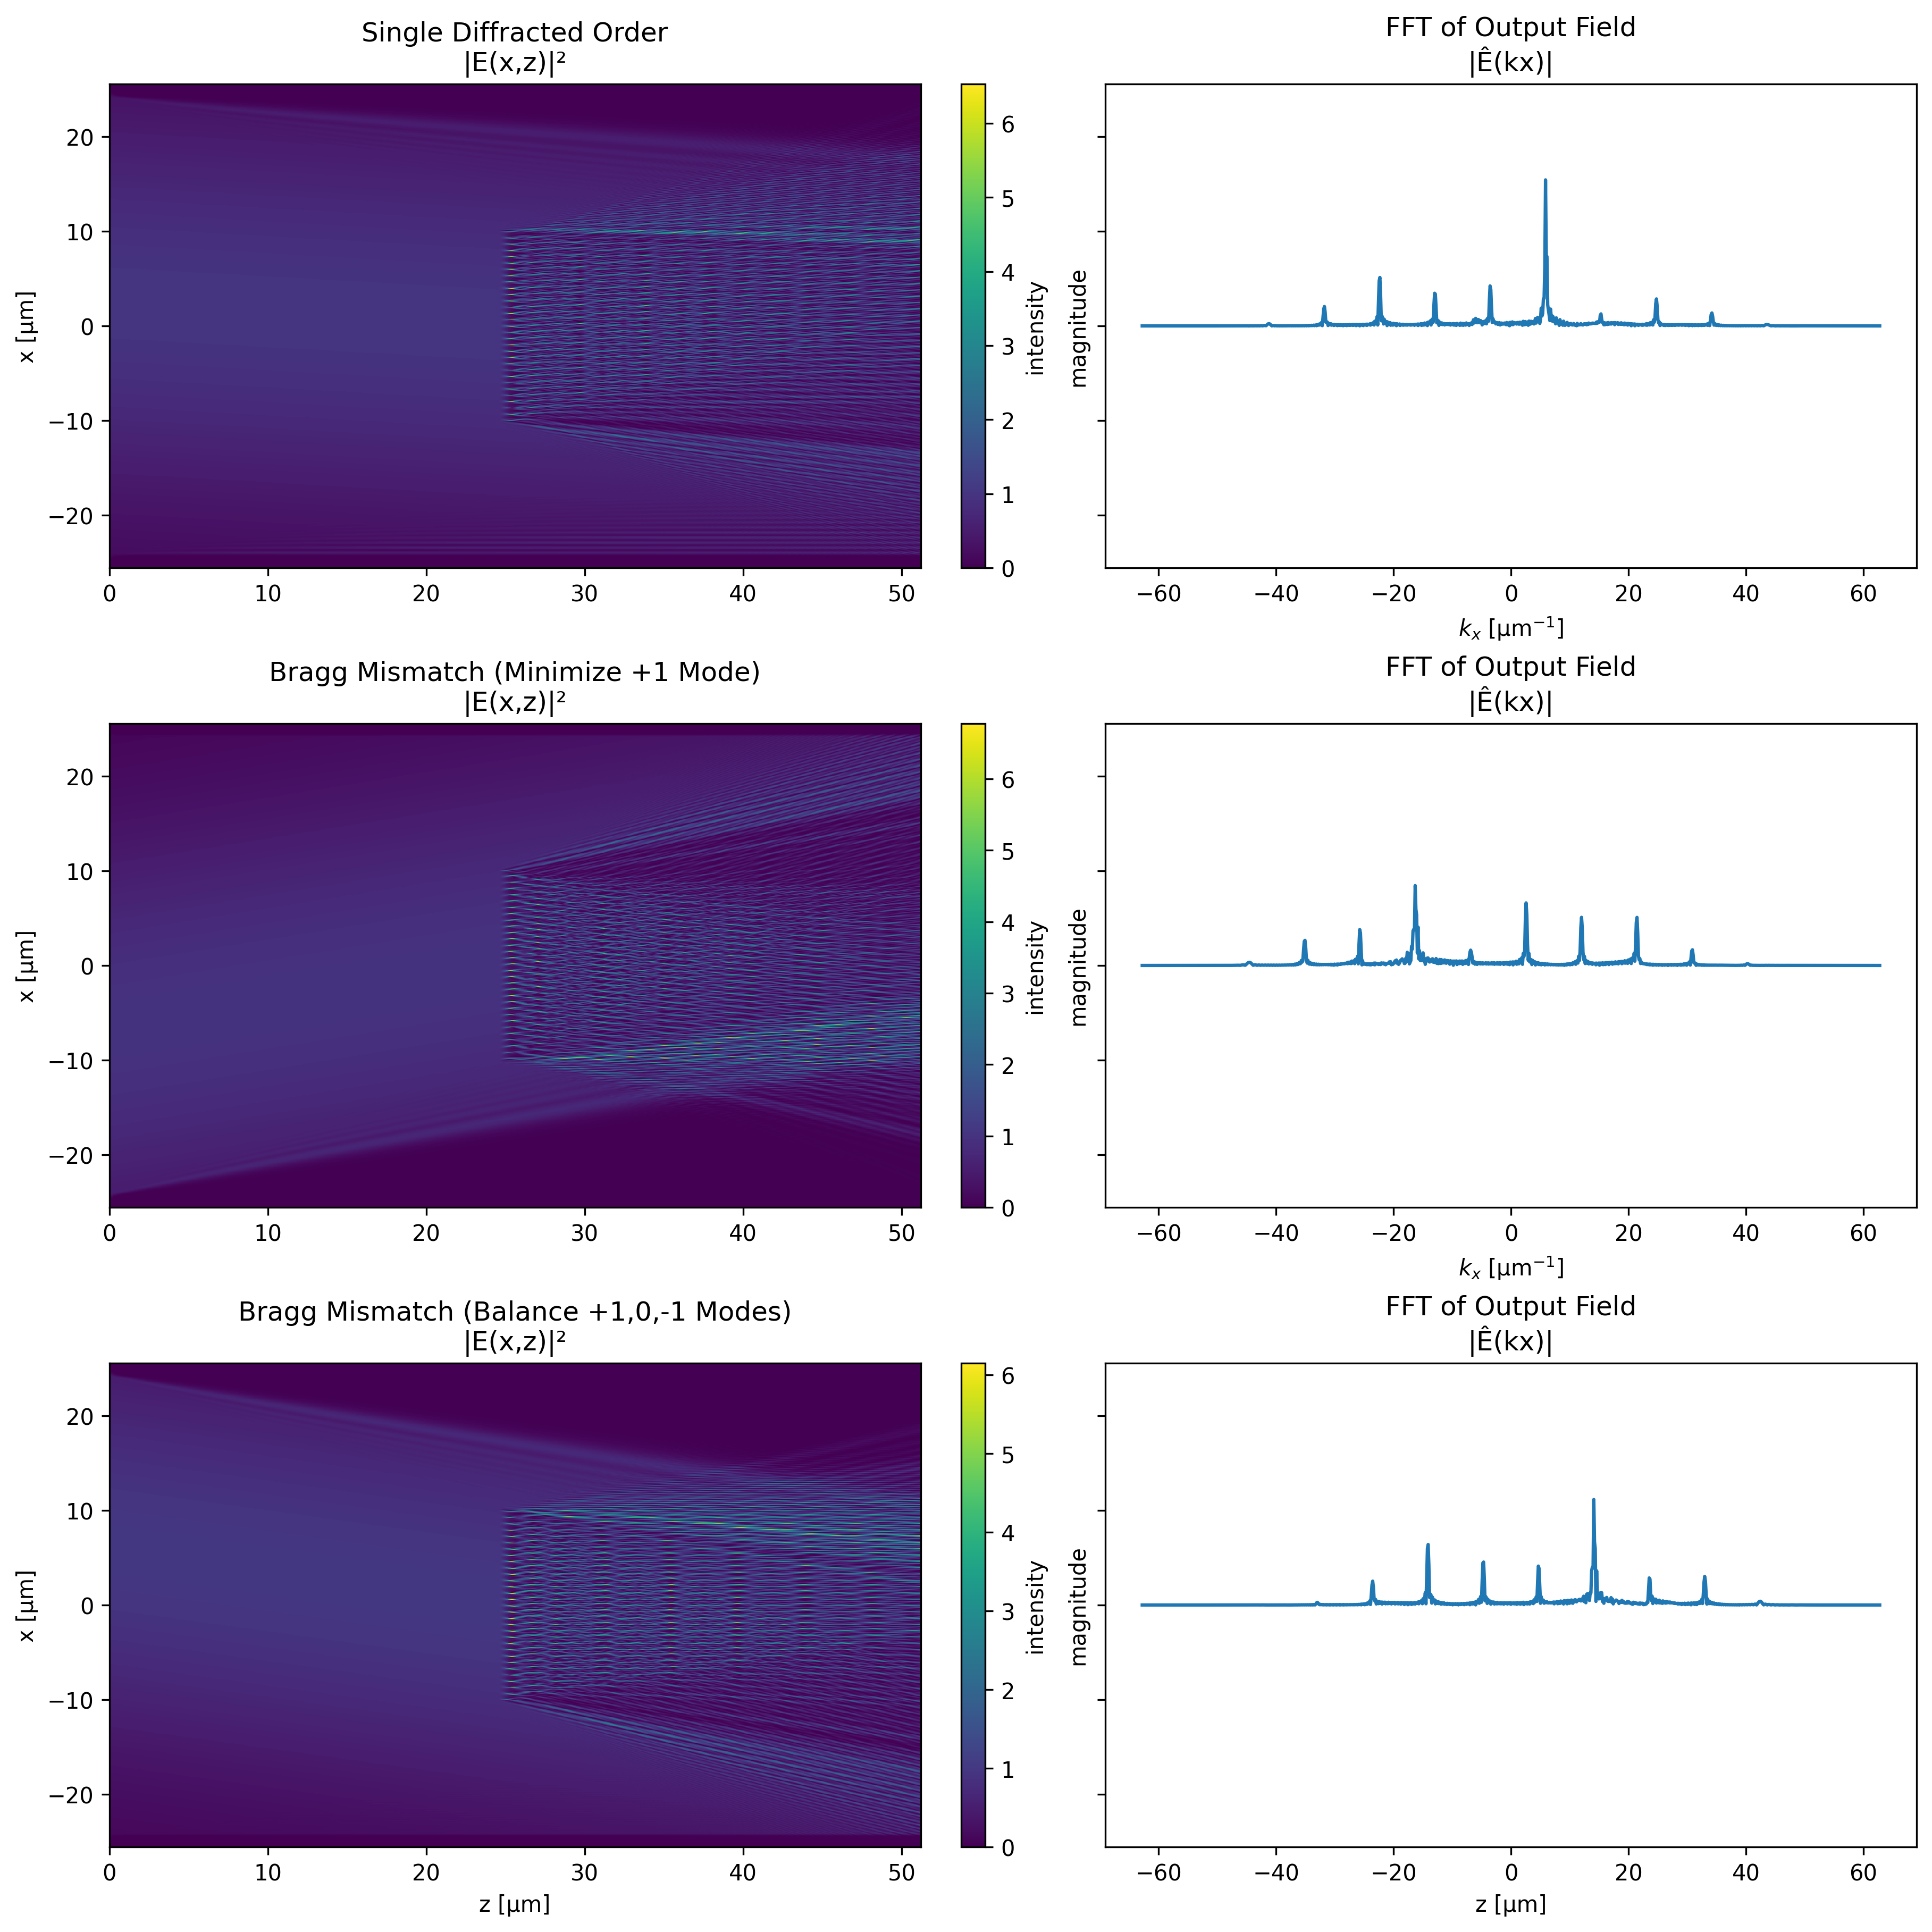 Single Diffracted Order
|E(x,z)|²
FFT of Output Field
|Ê(kx)|
x [µm]
20
10
0
−10
−20
0 10 20 30 40 50
6
5
4
3
2
1
0
intensity
magnitude
−60 −40 −20 0 20 40 60
kₓ [µm⁻¹]
Bragg Mismatch (Minimize +1 Mode)
|E(x,z)|²
FFT of Output Field
|Ê(kx)|
x [µm]
20
10
0
−10
−20
0 10 20 30 40 50
6
5
4
3
2
1
0
intensity
magnitude
−60 −40 −20 0 20 40 60
kₓ [µm⁻¹]
Bragg Mismatch (Balance +1,0,-1 Modes)
|E(x,z)|²
FFT of Output Field
|Ê(kx)|
x [µm]
20
10
0
−10
−20
0 10 20 30 40 50
z [µm]
6
5
4
3
2
1
0
intensity
magnitude
−60 −40 −20 0 20 40 60
z [µm]